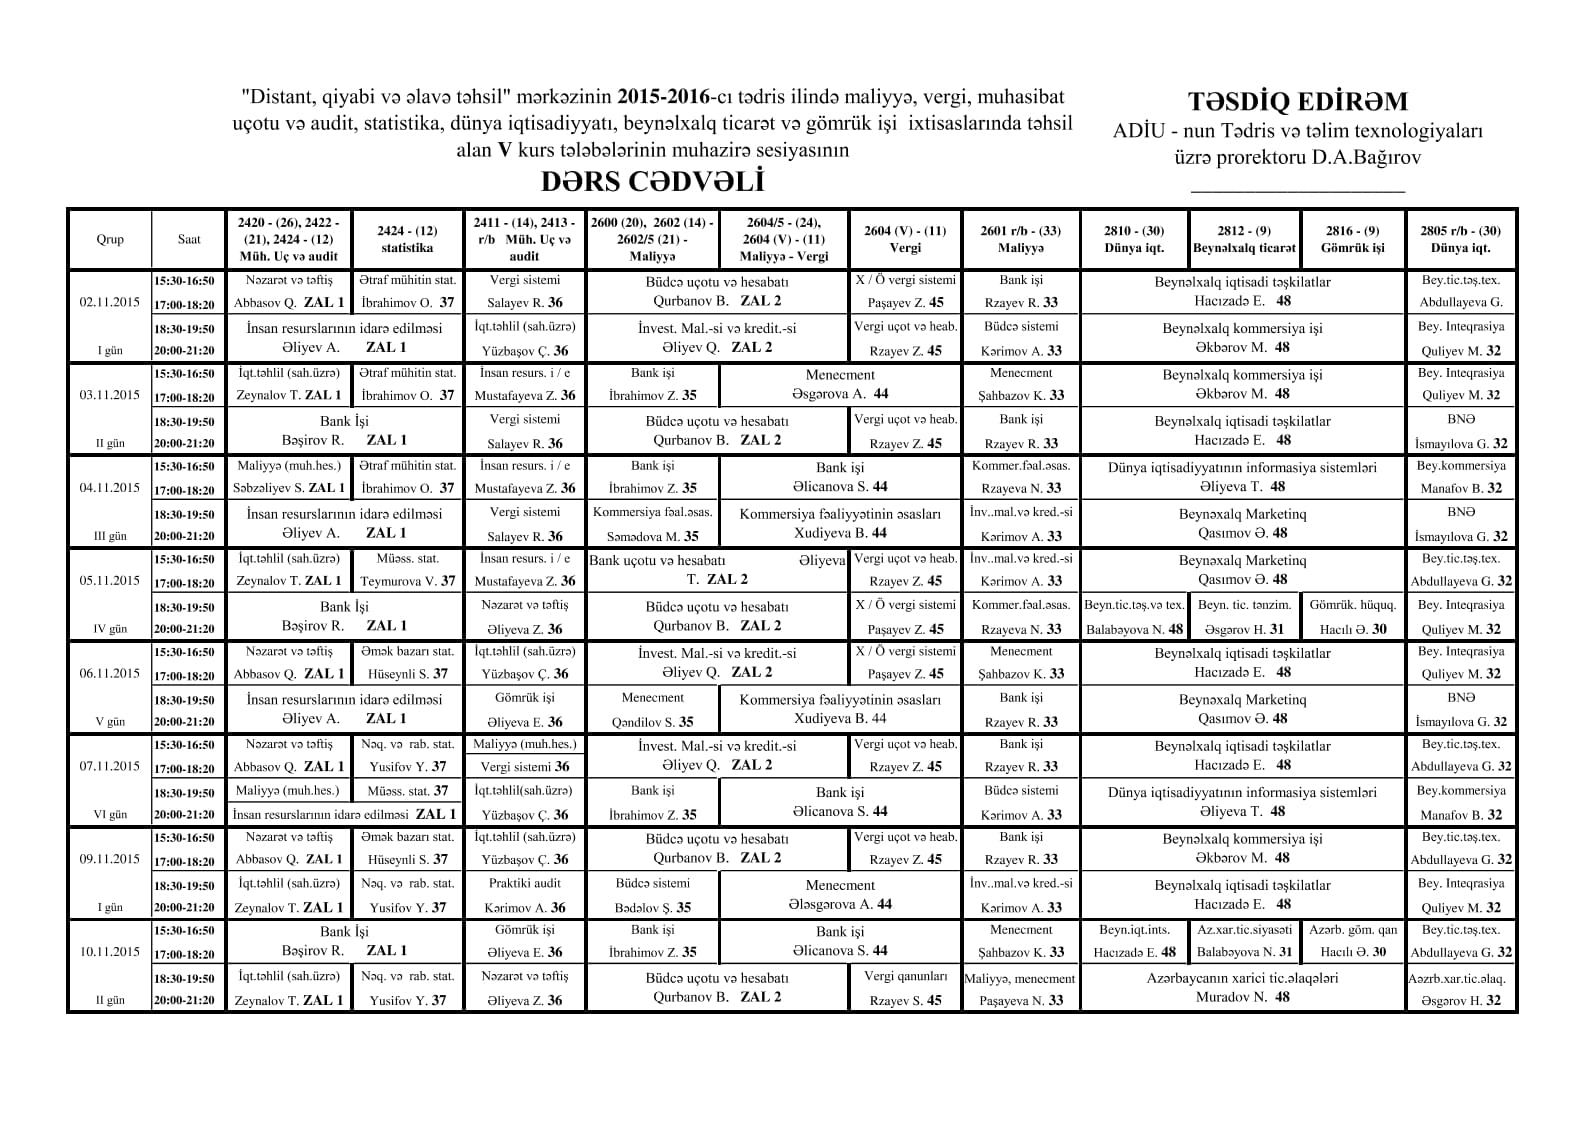 "Distant, qiyabi və əlavə təhsil" mərkəzinin 2015-2016-cı tədris ilində maliyyə, vergi, muhasibat
uçotu və audit, statistika, dünya iqtisadiyyatı, beynəlxalq ticarət və gömrük işi ixtisaslarında təhsil
alan V kurs tələbələrinin muhazirə sesiyasının
DƏRS CƏDVƏLİ
TƏSDİQ EDİRƏM
ADİU - nun Tədris və təlim texnologiyaları
üzrə prorektoru D.A.Bağırov
2420 - (26), 2422 - 2411 - (14), 2413 - 2600 (20), 2602 (14) - 2604/5 - (24),
Qrup Saat (21), 2424 - (12) 2424 - (12) r/b Müh. Uç və 2602/5 (21) - 2604 (V) - (11) 2604 (V) - (11) 2601 r/b - (33) 2810 - (30) 2812 - (9) 2816 - (9) 2805 r/b - (30)
Müh. Uç və audit statistika audit Maliyyə Maliyyə - Vergi Vergi Maliyyə Dünya iqt. Beynəlxalq ticarət Gömrük işi Dünya iqt.
15:30-16:50 Nəzarət və təftiş Ətraf mühitin stat. Vergi sistemi Büdcə uçotu və hesabatı X / Ö vergi sistemi Bank işi Beynəlxalq iqtisadi təşkilatlar Bey.tic.təş.tex.
02.11.2015 17:00-18:20 Abbasov Q. ZAL 1 İbrahimov O. 37 Salayev R. 36 Qurbanov B. ZAL 2 Paşayev Z. 45 Rzayev R. 33 Hacızadə E. 48 Abdullayeva G.
18:30-19:50 İnsan resurslarının idarə edilməsi İqt.təhlil (sah.üzrə) İnvest. Mal.-si və kredit.-si Vergi uçot və heab. Büdcə sistemi Beynəlxalq kommersiya işi Bey. Inteqrasiya
I gün 20:00-21:20 Əliyev A. ZAL 1 Yüzbaşov Ç. 36 Əliyev Q. ZAL 2 Rzayev Z. 45 Kərimov A. 33 Əkbərov M. 48 Quliyev M. 32
15:30-16:50 İqt.təhlil (sah.üzrə) Ətraf mühitin stat. İnsan resurs. i / e Bank işi Menecment Menecment Beynəlxalq kommersiya işi Bey. Inteqrasiya
03.11.2015 17:00-18:20 Zeynalov T. ZAL 1 İbrahimov O. 37 Mustafayeva Z. 36 İbrahimov Z. 35 Əsgərova A. 44 Şahbazov K. 33 Əkbərov M. 48 Quliyev M. 32
18:30-19:50 Bank İşi Vergi sistemi Büdcə uçotu və hesabatı Vergi uçot və heab. Bank işi Beynəlxalq iqtisadi təşkilatlar BNƏ
II gün 20:00-21:20 Bəşirov R. ZAL 1 Salayev R. 36 Qurbanov B. ZAL 2 Rzayev Z. 45 Rzayev R. 33 Hacızadə E. 48 İsmayılova G. 32
15:30-16:50 Maliyyə (muh.hes.) Ətraf mühitin stat. İnsan resurs. i / e Bank işi Bank işi Kommer.fəal.əsas. Dünya iqtisadiyyatının informasiya sistemləri Bey.kommersiya
04.11.2015 17:00-18:20 Səbzəliyev S. ZAL 1 İbrahimov O. 37 Mustafayeva Z. 36 İbrahimov Z. 35 Əlicanova S. 44 Rzayeva N. 33 Əliyeva T. 48 Manafov B. 32
18:30-19:50 İnsan resurslarının idarə edilməsi Vergi sistemi Kommersiya fəal.əsas. Kommersiya fəaliyyətinin əsasları İnv..mal.və kred.-si Beynəlxalq Marketinq BNƏ
III gün 20:00-21:20 Əliyev A. ZAL 1 Salayev R. 36 Səmədova M. 35 Xudiyeva B. 44 Kərimov A. 33 Qasımov Ə. 48 İsmayılova G. 32
15:30-16:50 İqt.təhlil (sah.üzrə) Müəss. stat. İnsan resurs. i / e Bank uçotu və hesabatı Əliyeva Vergi uçot və heab. İnv..mal.və kred.-si Beynəlxalq Marketinq Bey.tic.təş.tex.
05.11.2015 17:00-18:20 Zeynalov T. ZAL 1 Teymurova V. 37 Mustafayeva Z. 36 T. ZAL 2 Rzayev Z. 45 Kərimov A. 33 Qasımov Ə. 48 Abdullayeva G. 32
18:30-19:50 Bank İşi Nəzarət və təftiş Büdcə uçotu və hesabatı X / Ö vergi sistemi Kommer.fəal.əsas. Beyn.tic.təş.və tex. Beyn. tic. tənzim. Gömrük. hüquq. Bey. Inteqrasiya
IV gün 20:00-21:20 Bəşirov R. ZAL 1 Əliyeva Z. 36 Qurbanov B. ZAL 2 Paşayev Z. 45 Rzayeva N. 33 Balabəyova N. 48 Əsgərov H. 31 Hacılı Ə. 30 Quliyev M. 32
15:30-16:50 Nəzarət və təftiş Əmək bazarı stat. İqt.təhlil (sah.üzrə) İnvest. Mal.-si və kredit.-si X / Ö vergi sistemi Menecment Beynəlxalq iqtisadi təşkilatlar Bey. Inteqrasiya
06.11.2015 17:00-18:20 Abbasov Q. ZAL 1 Hüseynli S. 37 Yüzbaşov Ç. 36 Əliyev Q. ZAL 2 Paşayev Z. 45 Şahbazov K. 33 Hacızadə E. 48 Quliyev M. 32
18:30-19:50 İnsan resurslarının idarə edilməsi Gömrük işi Menecment Kommersiya fəaliyyətinin əsasları Bank işi Beynəlxalq Marketinq BNƏ
V gün 20:00-21:20 Əliyev A. ZAL 1 Əliyeva E. 36 Qəndilov S. 35 Xudiyeva B. 44 Rzayev R. 33 Qasımov Ə. 48 İsmayılova G. 32
15:30-16:50 Nəzarət və təftiş Nəq. və rab. stat. Maliyyə (muh.hes.) İnvest. Mal.-si və kredit.-si Vergi uçot və heab. Bank işi Beynəlxalq iqtisadi təşkilatlar Bey.tic.təş.tex.
07.11.2015 17:00-18:20 Abbasov Q. ZAL 1 Yusifov Y. 37 Vergi sistemi 36 Əliyev Q. ZAL 2 Rzayev Z. 45 Rzayev R. 33 Hacızadə E. 48 Abdullayeva G. 32
18:30-19:50 Maliyyə (muh.hes.) Müəss. stat. 37 İqt.təhlil(sah.üzrə) Bank işi Bank işi Büdcə sistemi Dünya iqtisadiyyatının informasiya sistemləri Bey.kommersiya
VI gün 20:00-21:20 İnsan resurslarının idarə edilməsi ZAL 1 Yüzbaşov Ç. 36 İbrahimov Z. 35 Əlicanova S. 44 Kərimov A. 33 Əliyeva T. 48 Manafov B. 32
15:30-16:50 Nəzarət və təftiş Əmək bazarı stat. İqt.təhlil (sah.üzrə) Büdcə uçotu və hesabatı Vergi uçot və heab. Bank işi Beynəlxalq kommersiya işi Bey.tic.təş.tex.
09.11.2015 17:00-18:20 Abbasov Q. ZAL 1 Hüseynli S. 37 Yüzbaşov Ç. 36 Qurbanov B. ZAL 2 Rzayev Z. 45 Rzayev R. 33 Əkbərov M. 48 Abdullayeva G. 32
18:30-19:50 İqt.təhlil (sah.üzrə) Nəq. və rab. stat. Praktiki audit Büdcə sistemi Menecment İnv..mal.və kred.-si Beynəlxalq iqtisadi təşkilatlar Bey. Inteqrasiya
I gün 20:00-21:20 Zeynalov T. ZAL 1 Yusifov Y. 37 Kərimov A. 36 Bədəlov Ş. 35 Ələsgərova A. 44 Kərimov A. 33 Hacızadə E. 48 Quliyev M. 32
15:30-16:50 Bank İşi Gömrük işi Bank işi Bank işi Menecment Beyn.iqt.ints. Az.xar.tic.siyasəti Azərb. göm. qan Bey.tic.təş.tex.
10.11.2015 17:00-18:20 Bəşirov R. ZAL 1 Əliyeva E. 36 İbrahimov Z. 35 Əlicanova S. 44 Şahbazov K. 33 Hacızadə E. 48 Balabəyova N. 31 Hacılı Ə. 30 Abdullayeva G. 32
18:30-19:50 İqt.təhlil (sah.üzrə) Nəq. və rab. stat. Nəzarət və təftiş Büdcə uçotu və hesabatı Vergi qanunları Maliyyə, menecment Azərbaycanın xarici tic.əlaqələri Aəzrb.xar.tic.əlaq.
II gün 20:00-21:20 Zeynalov T. ZAL 1 Yusifov Y. 37 Əliyeva Z. 36 Qurbanov B. ZAL 2 Rzayev S. 45 Paşayeva N. 33 Muradov N. 48 Əsgərov H. 32